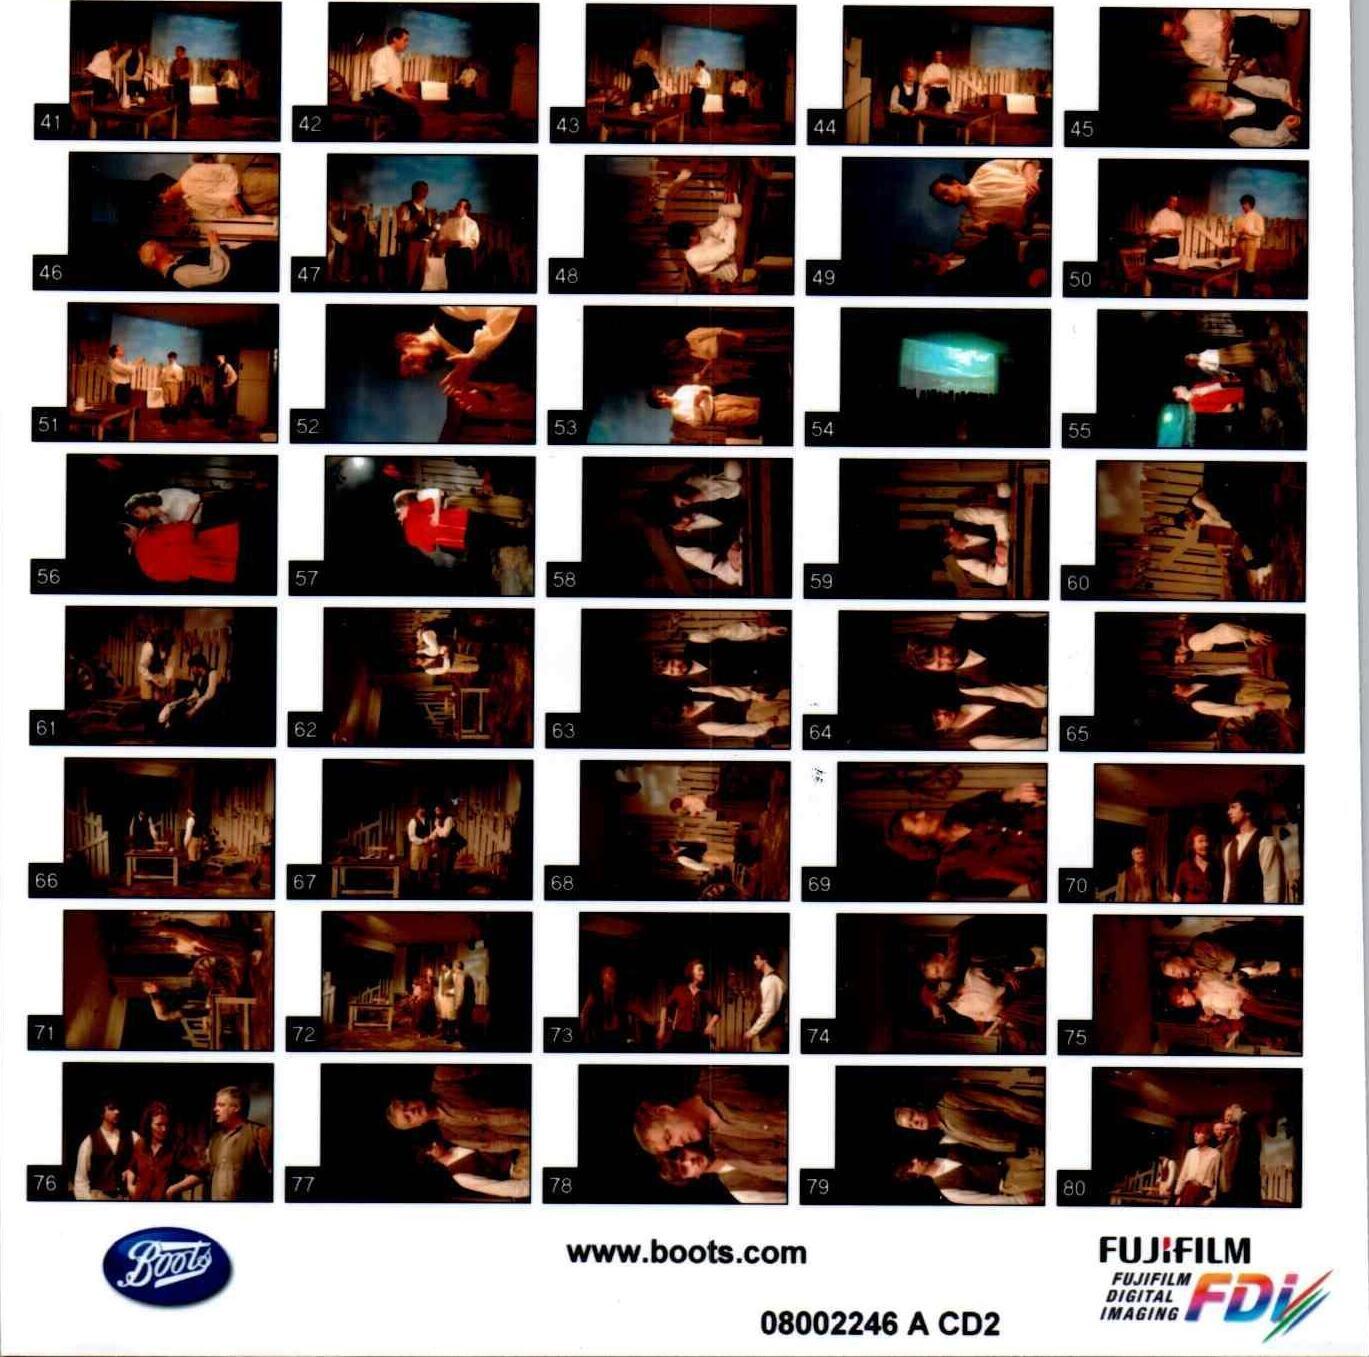 41 42 43 44 45
46 47 48 49 50
51 52 53 54 55
56 57 58 59 60
61 62 63 64 65
66 67 68 69 70
71 72 73 74 75
76 77 78 79 80
Boots
www.boots.com
08002246 A CD2
FUJIFILM
FUJIFILM
DIGITAL
IMAGING
FDi